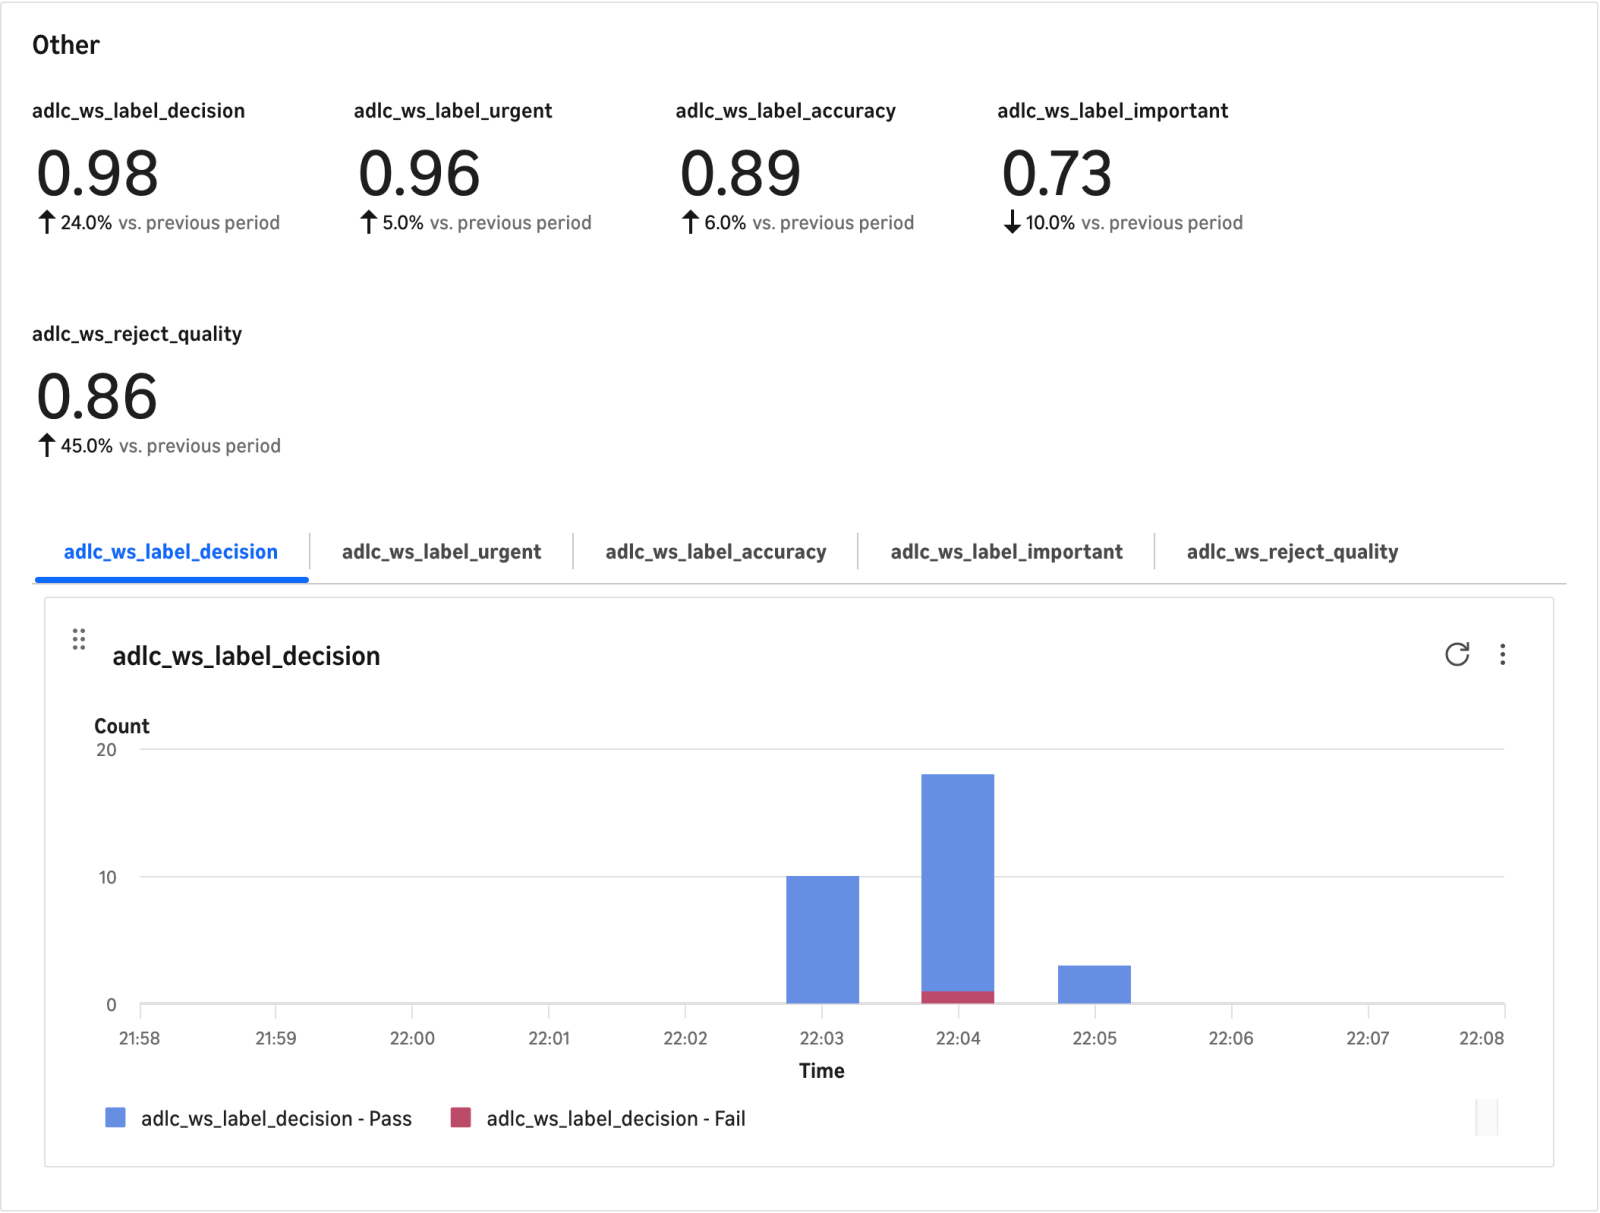 Other
adlc_ws_label_decision
adlc_ws_label_urgent
adlc_ws_label_accuracy
adlc_ws_label_important
0.98
0.96
0.89
0.73
24.0% vs. previous period
5.0% vs. previous period
6.0% vs. previous period
10.0% vs. previous period
adlc_ws_reject_quality
0.86
45.0% vs. previous period
adlc_ws_label_decision
adlc_ws_label_urgent
adlc_ws_label_accuracy
adlc_ws_label_important
adlc_ws_reject_quality
adlc_ws_label_decision
Count
20
10
0
21:58
21:59
22:00
22:01
22:02
22:03
22:04
22:05
22:06
22:07
22:08
Time
adlc_ws_label_decision - Pass
adlc_ws_label_decision - Fail